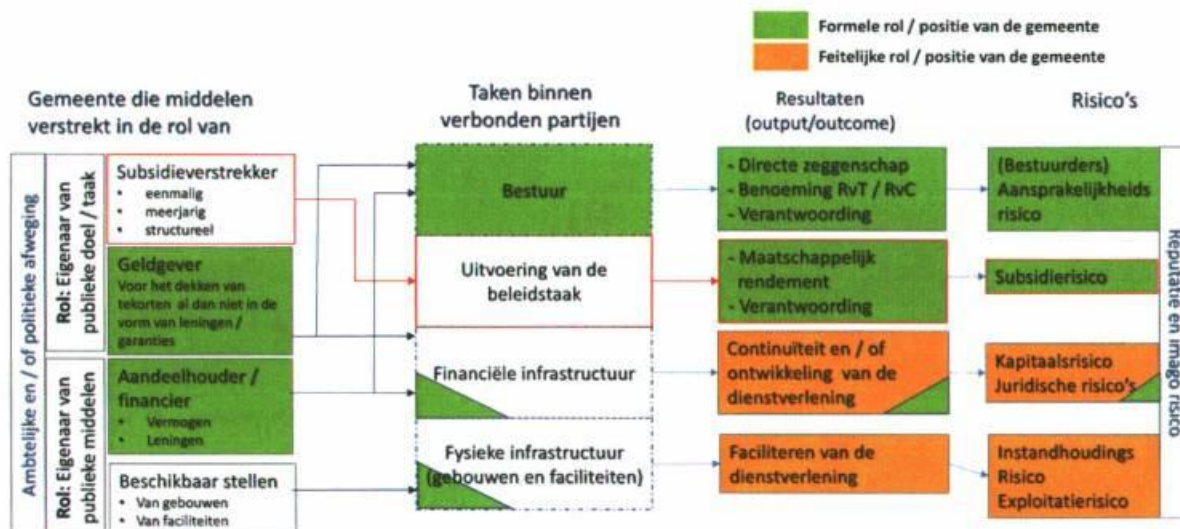 Formele rol / positie van de gemeente
Feitelijke rol / positie van de gemeente
Gemeente die middelen
verstrekt in de rol van
Taken binnen
verbonden partijen
Resultaten
(output/outcome)
Risico's
Ambtelijke en / of politieke afweging
Rol: Eigenaar van
publieke doel / taak
Subsidieverstrekker
• eenmalig
• meerjarig
• structureel
Geldgever
Voor het dekken van
tekorten al dan niet in de
vorm van leningen /
garanties
Rol: Eigenaar van
publieke middelen
Aandeelhouder /
financier
• Vermogen
• Leningen
Beschikbaar stellen
• Van gebouwen
• Van faciliteiten
Bestuur
Uitvoering van de
beleidstaak
Financiële infrastructuur
Fysieke infrastructuur
(gebouwen en faciliteiten)
- Directe zeggenschap
- Benoeming RvT / RvC
- Verantwoording
- Maatschappelijk
rendement
- Verantwoording
Continuïteit en / of
ontwikkeling van de
dienstverlening
Faciliteren van de
dienstverlening
(Bestuurders)
Aansprakelijkheids
risico
Subsidierisico
Kapitaalsrisico
Juridische risico's
Instandhoudings
Risico
Exploitatierisico
Reputatie en imago risico